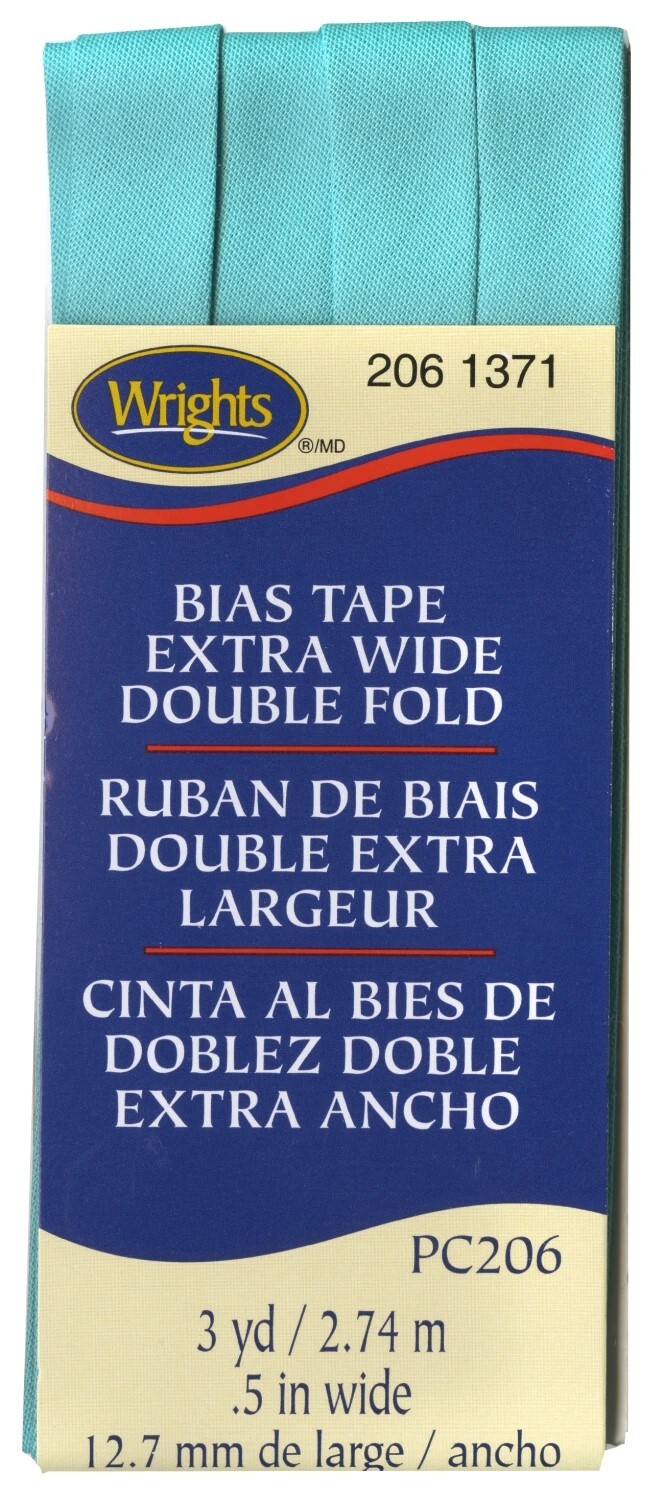 Wrights
®/MD
206 1371
BIAS TAPE
EXTRA WIDE
DOUBLE FOLD
RUBAN DE BIAIS
DOUBLE EXTRA
LARGEUR
CINTA AL BIES DE
DOBLEZ DOBLE
EXTRA ANCHO
PC206
3 yd / 2.74 m
.5 in wide
12.7 mm de large / ancho